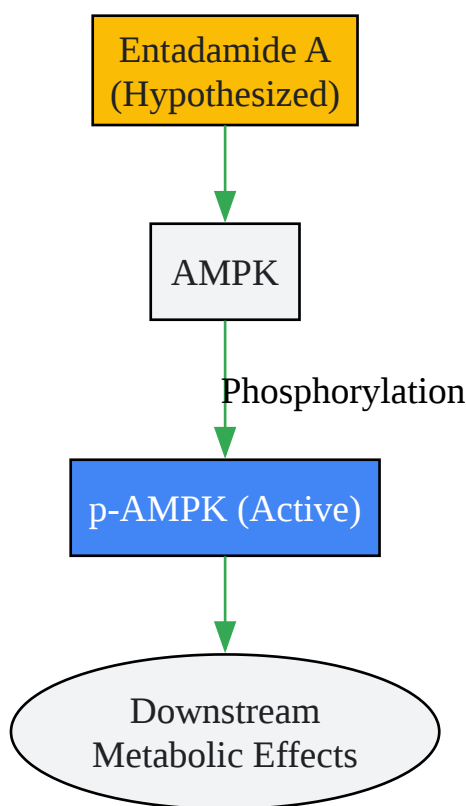 Entadamide A
(Hypothesized)
AMPK
Phosphorylation
p-AMPK (Active)
Downstream
Metabolic Effects